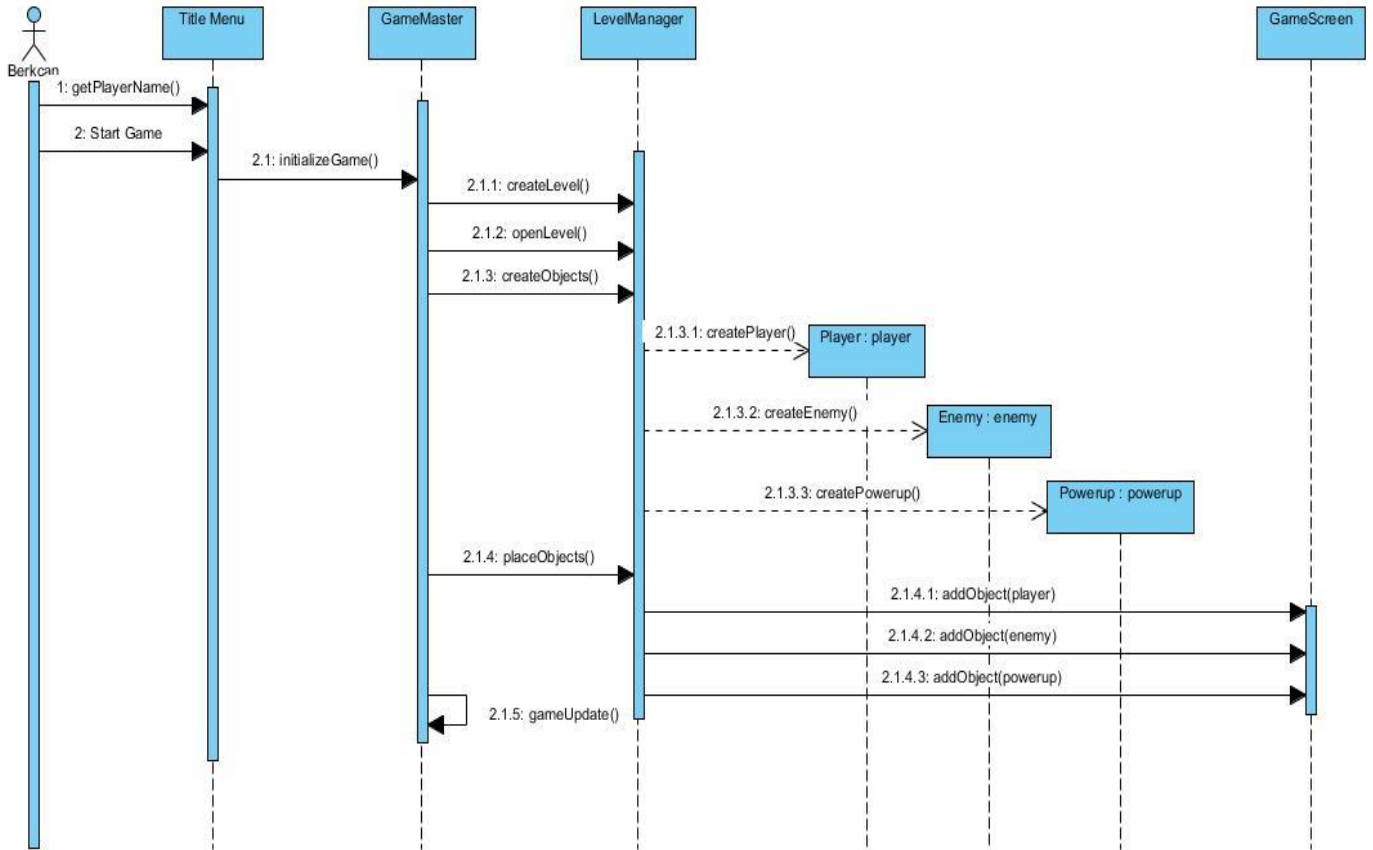 Title Menu
GameMaster
LevelManager
GameScreen
Berkcan
1: getPlayerName()
2: Start Game
2.1: initializeGame()
2.1.1: createLevel()
2.1.2: openLevel()
2.1.3: createObjects()
2.1.3.1: createPlayer()
Player : player
2.1.3.2: createEnemy()
Enemy : enemy
2.1.3.3: createPowerup()
Powerup : powerup
2.1.4: placeObjects()
2.1.4.1: addObject(player)
2.1.4.2: addObject(enemy)
2.1.4.3: addObject(powerup)
2.1.5: gameUpdate()